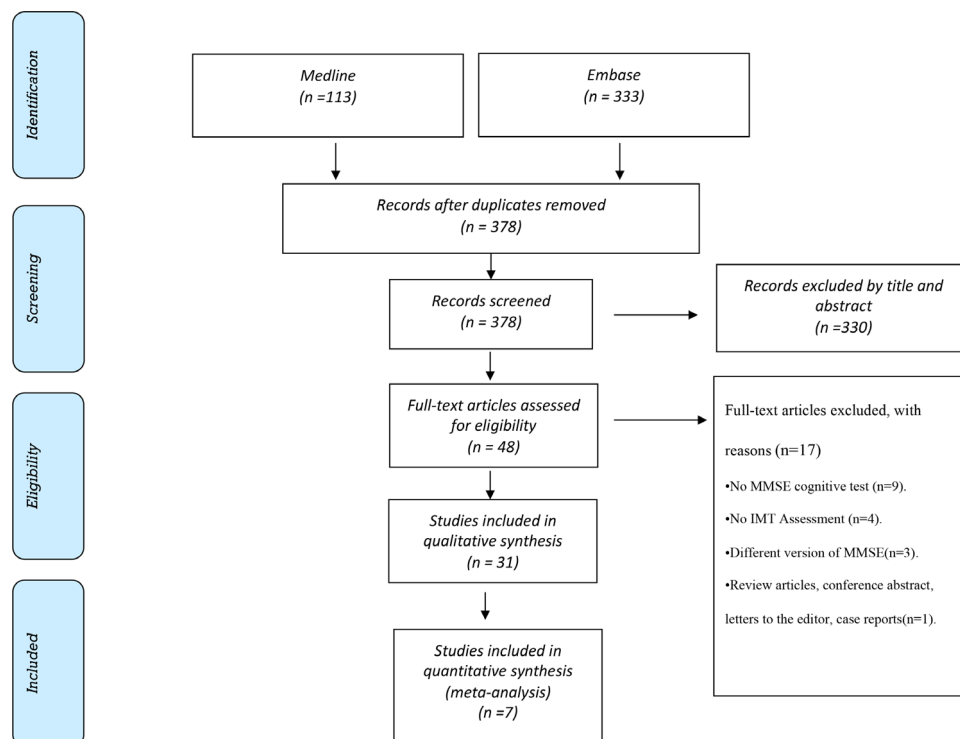 Identification
Medline
(n =113)
Embase
(n = 333)
Records after duplicates removed
(n = 378)
Screening
Records screened
(n = 378)
Records excluded by title and
abstract
(n =330)
Eligibility
Full-text articles assessed
for eligibility
(n = 48)
Full-text articles excluded, with
reasons (n=17)
•No MMSE cognitive test (n=9).
•No IMT Assessment (n=4).
•Different version of MMSE(n=3).
•Review articles, conference abstract,
letters to the editor, case reports(n=1).
Studies included in
qualitative synthesis
(n = 31)
Included
Studies included in
quantitative synthesis
(meta-analysis)
(n =7)